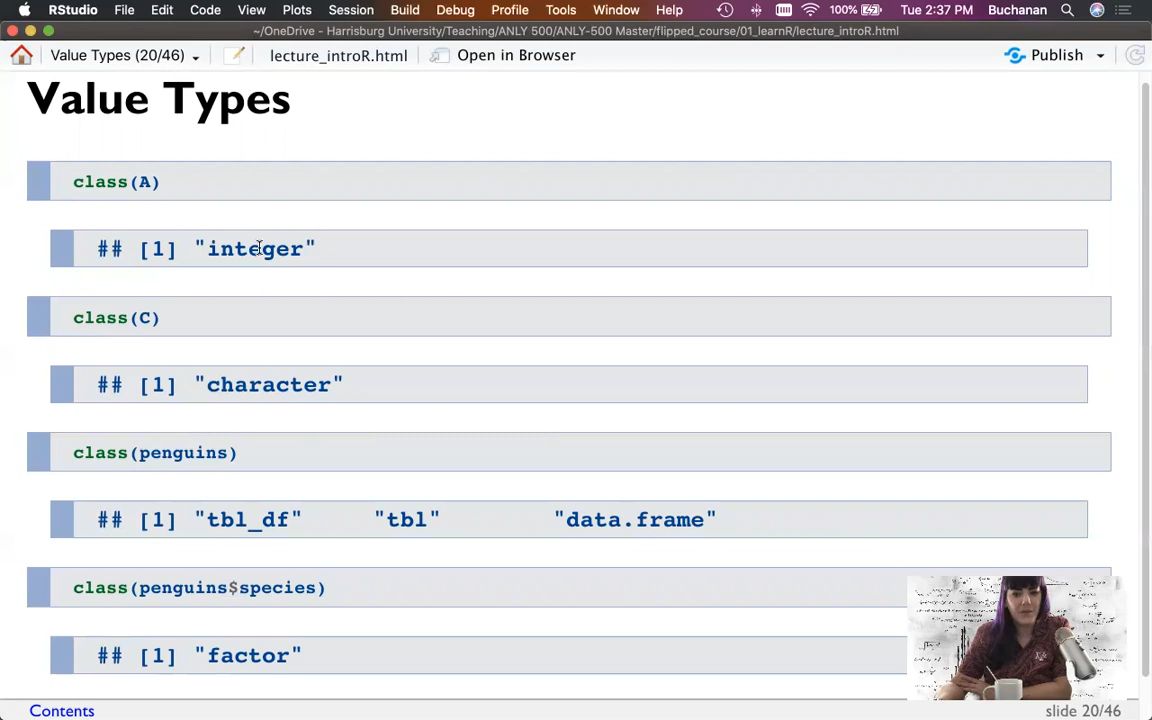 RStudio File Edit Code View Plots Session Build Debug Profile Tools Window Help 100% Tue 2:37 PM Buchanan
~/OneDrive - Harrisburg University/Teaching/ANLY 500/ANLY-500 Master/flipped_course/01_learnR/lecture_introR.html
Value Types (20/46) lecture_introR.html Open in Browser Publish
Value Types
class(A)
## [1] "integer"
class(C)
## [1] "character"
class(penguins)
## [1] "tbl_df" "tbl" "data.frame"
class(penguins$species)
## [1] "factor"
Contents slide 20/46